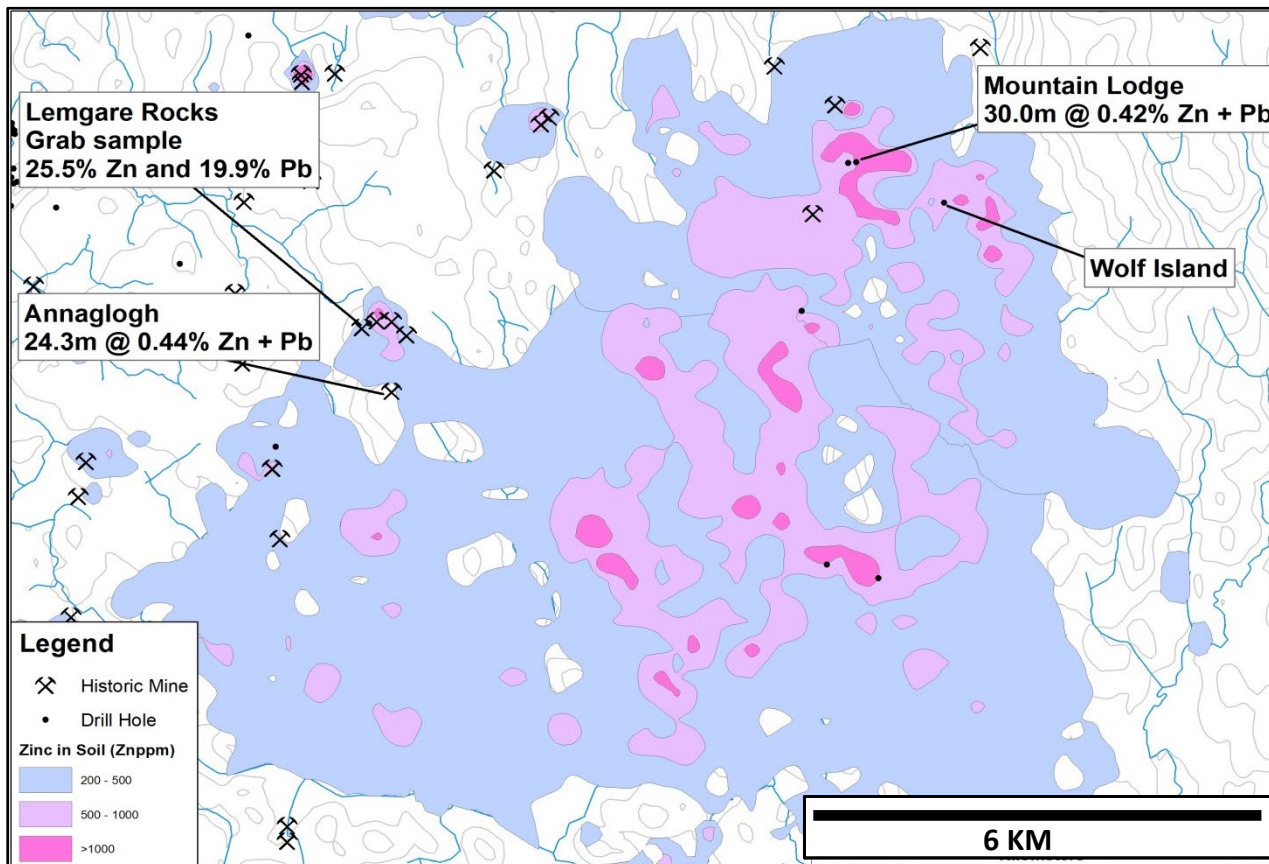 Lemgare Rocks
Grab sample
25.5% Zn and 19.9% Pb
Mountain Lodge
30.0m @ 0.42% Zn + Pb
Wolf Island
Annaglogh
24.3m @ 0.44% Zn + Pb
Legend
Historic Mine
Drill Hole
Zinc in Soil (Znppm)
200 - 500
500 - 1000
>1000
6 KM